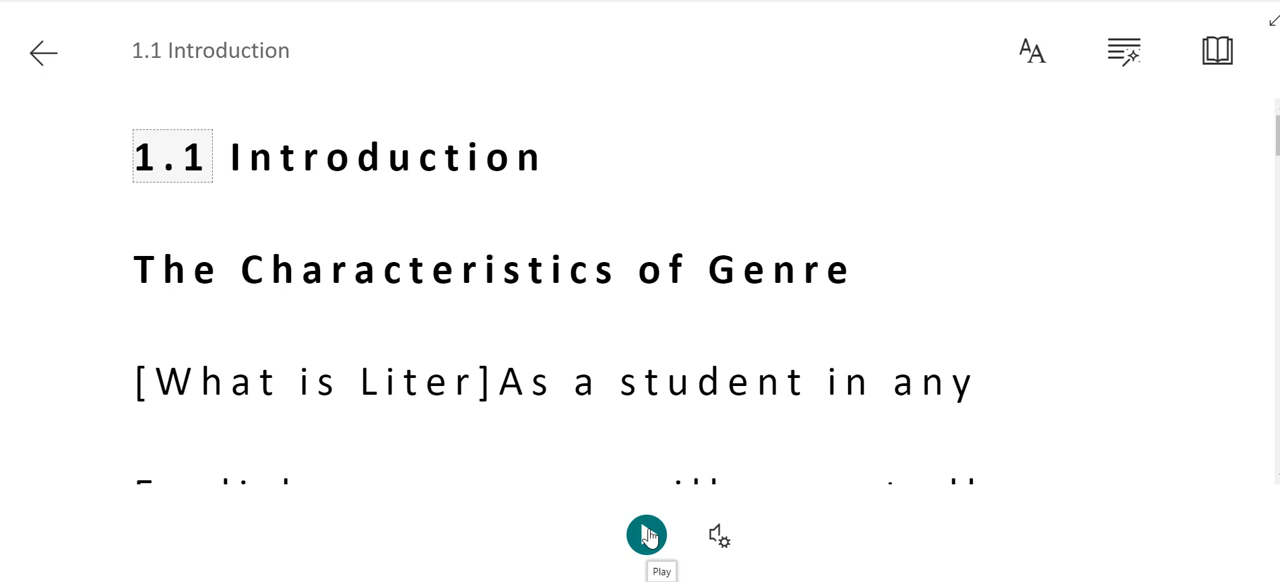 1.1 Introduction
1.1 Introduction
The Characteristics of Genre
[What is Liter]As a student in any
Play